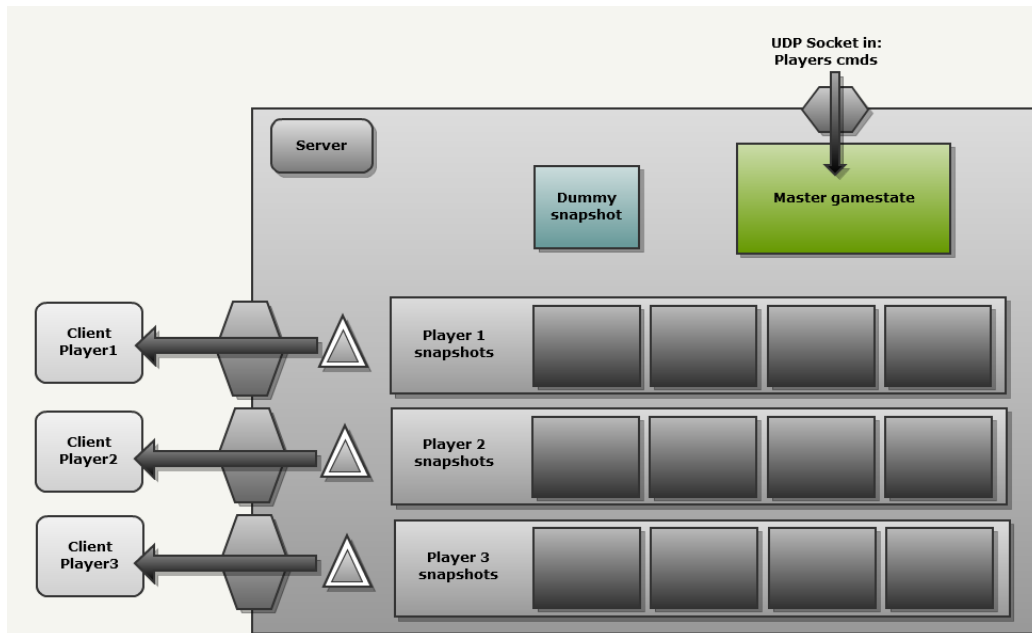 UDP Socket in:
Players cmds
Server
Dummy
snapshot
Master gamestate
Client
Player1
Player 1
snapshots
Client
Player2
Player 2
snapshots
Client
Player3
Player 3
snapshots